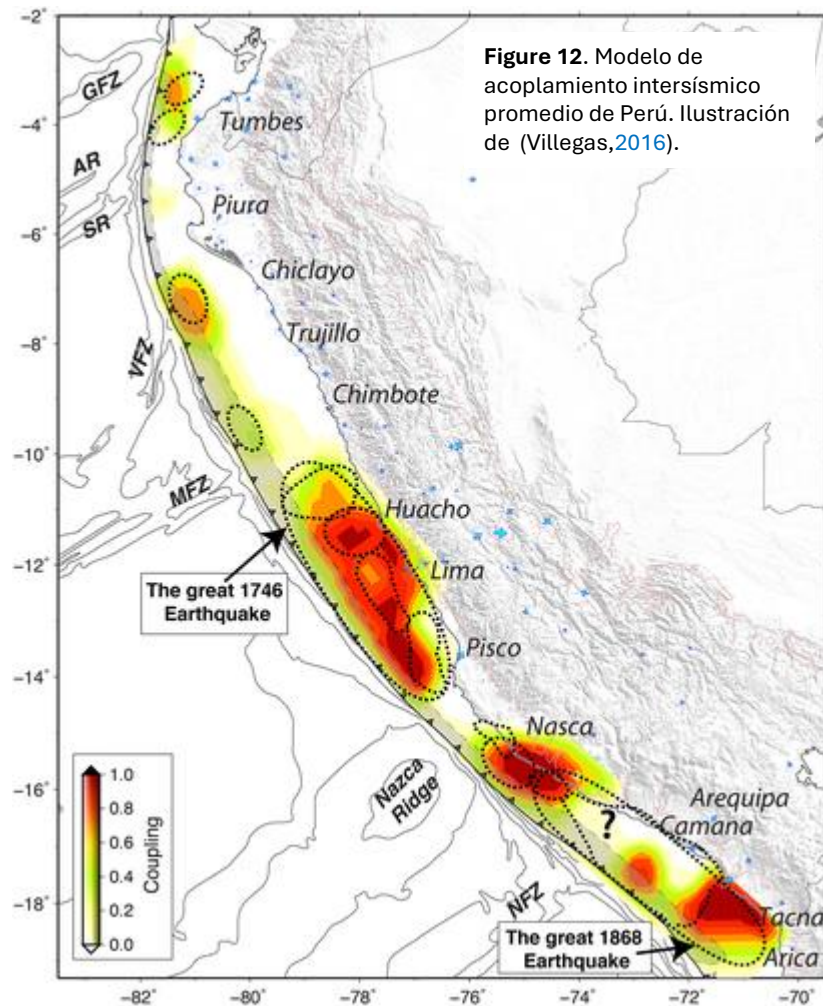 Figure 12. Modelo de
acoplamiento intersísmico
promedio de Perú. Ilustración
de (Villegas,2016).
−2°
−4°
−6°
−8°
−10°
−12°
−14°
−16°
−18°
GFZ
AR
SR
VFZ
MFZ
Tumbes
Piura
Chiclayo
Trujillo
Chimbote
Huacho
Lima
Pisco
Nasca
Arequipa
Camana
Tacna
Arica
The great 1746
Earthquake
Nazca
Ridge
NFZ
?
The great 1868
Earthquake
1.0
0.8
0.6
0.4
0.2
0.0
Coupling
−82°
−80°
−78°
−76°
−74°
−72°
−70°